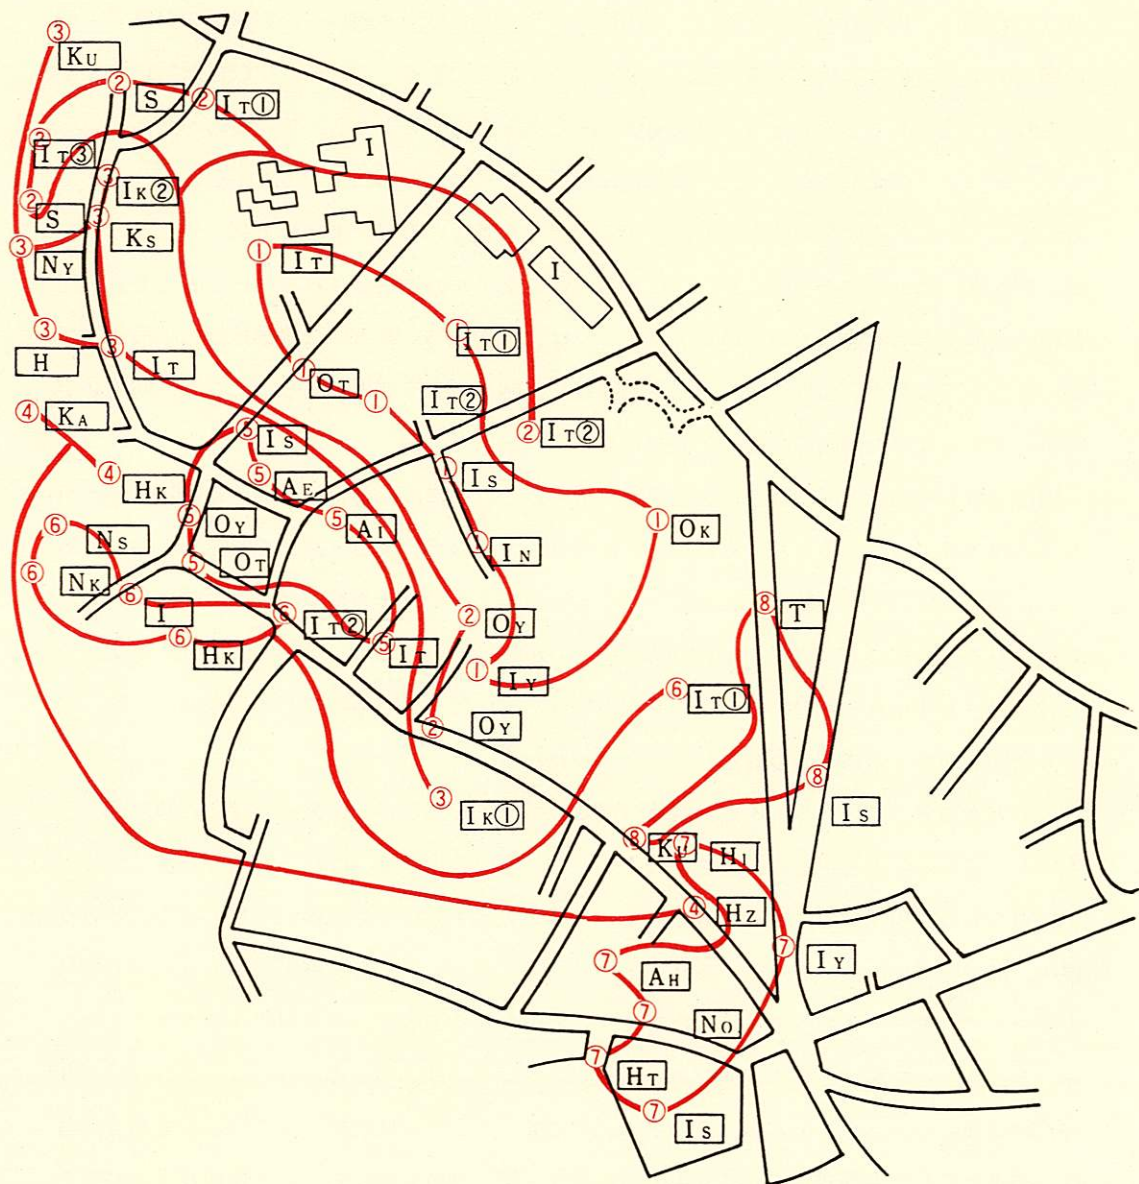 ③
KU
②
S
②
IT①
②
IT③
I
③
IK②
②
S
③
KS
③
NY
①
IT
I
③
H
③
IT
①
IT①
①
OT
①
IT②
④
KA
⑤
IS
②
IT②
④
HK
⑤
AE
①
IS
⑥
NS
⑥
OY
⑤
AI
①
OK
①
IN
⑥
NK
⑤
OT
⑥
I
⑥
IT②
⑥
HK
⑤
IT
②
OY
⑧
T
①
IY
⑥
IT①
②
OY
③
IK①
⑧
IS
⑧
KU
⑦
HI
④
HZ
⑦
AH
⑦
IY
⑦
NO
⑦
HT
⑦
IS